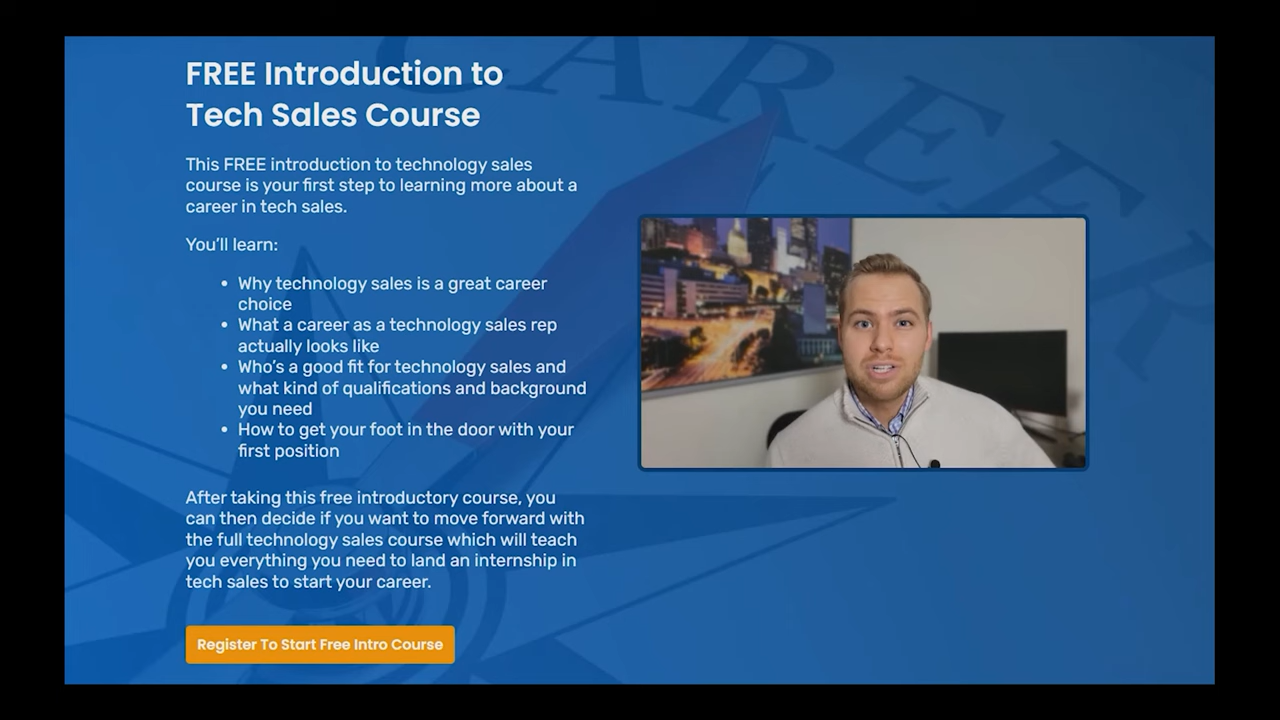 CAREER
FREE Introduction to
Tech Sales Course
This FREE introduction to technology sales
course is your first step to learning more about a
career in tech sales.
You'll learn:
• Why technology sales is a great career
choice
• What a career as a technology sales rep
actually looks like
• Who's a good fit for technology sales and
what kind of qualifications and background
you need
• How to get your foot in the door with your
first position
After taking this free introductory course, you
can then decide if you want to move forward with
the full technology sales course which will teach
you everything you need to land an internship in
tech sales to start your career.
Register To Start Free Intro Course